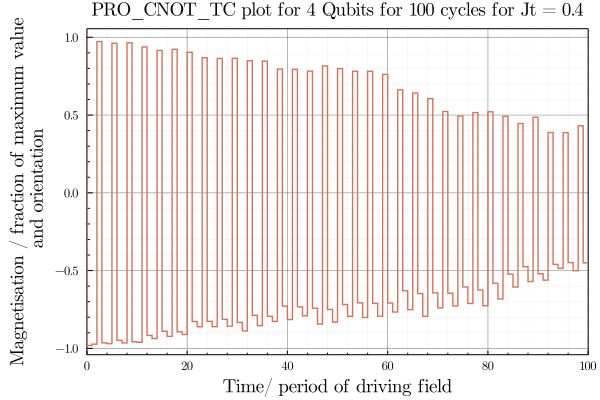 PRO_CNOT_TC plot for 4 Qubits for 100 cycles for Jt = 0.4
Magnetisation / fraction of maximum value
and orientation
1.0
0.5
0.0
−0.5
−1.0
0 20 40 60 80 100
Time/ period of driving field